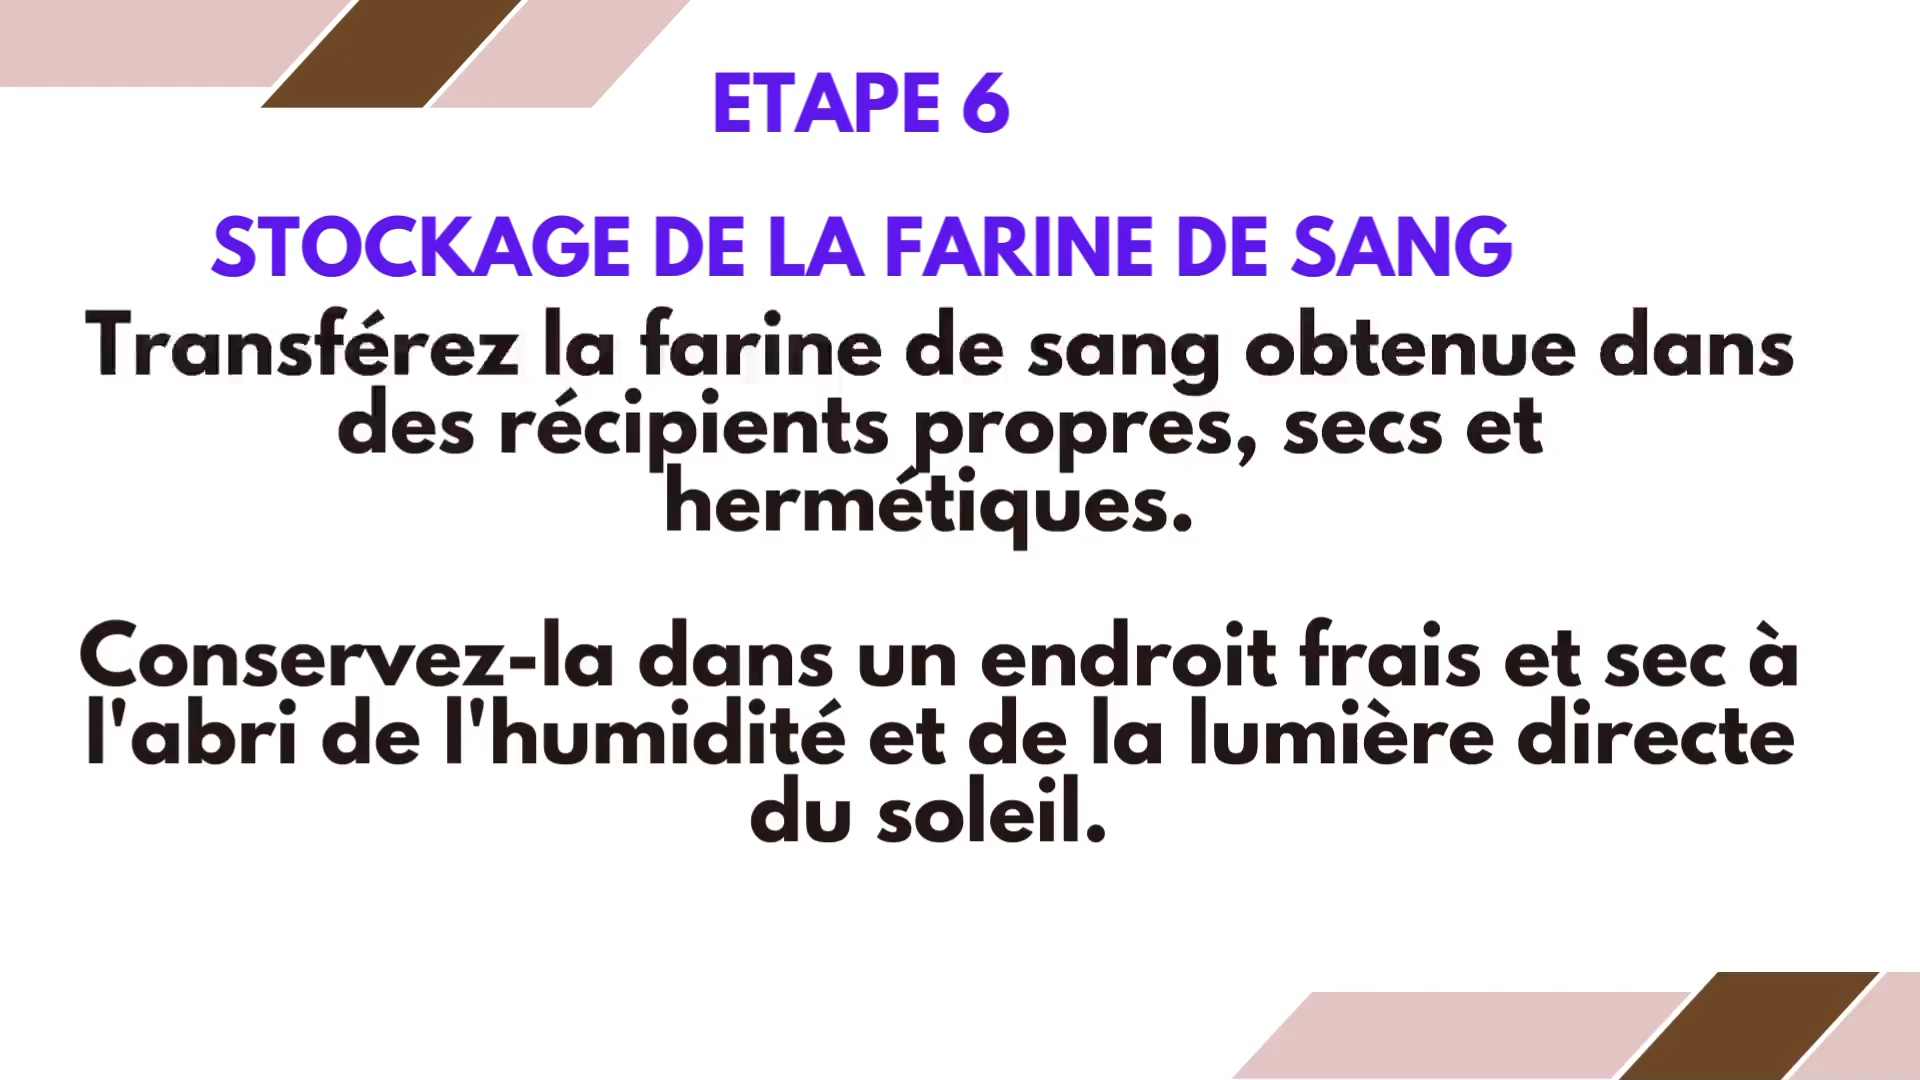 ETAPE 6
STOCKAGE DE LA FARINE DE SANG
Transférez la farine de sang obtenue dans
des récipients propres, secs et
hermétiques.
Conservez-la dans un endroit frais et sec à
l'abri de l'humidité et de la lumière directe
du soleil.